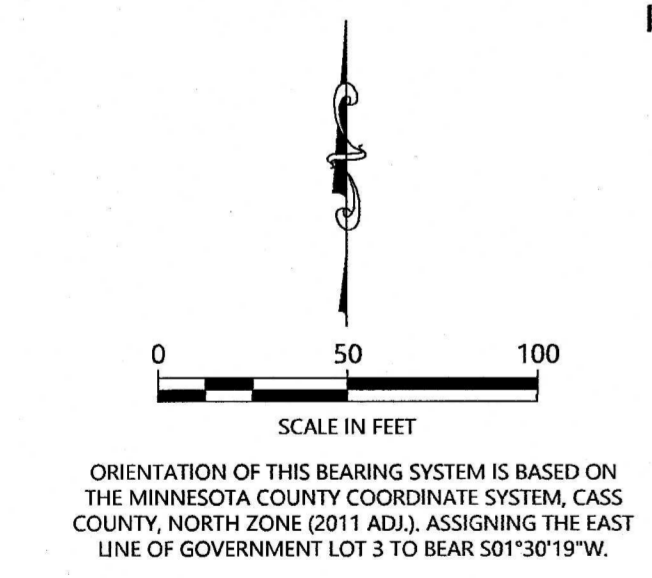 0 50 100
SCALE IN FEET
ORIENTATION OF THIS BEARING SYSTEM IS BASED ON
THE MINNESOTA COUNTY COORDINATE SYSTEM, CASS
COUNTY, NORTH ZONE (2011 ADJ.). ASSIGNING THE EAST
LINE OF GOVERNMENT LOT 3 TO BEAR S01°30'19"W.